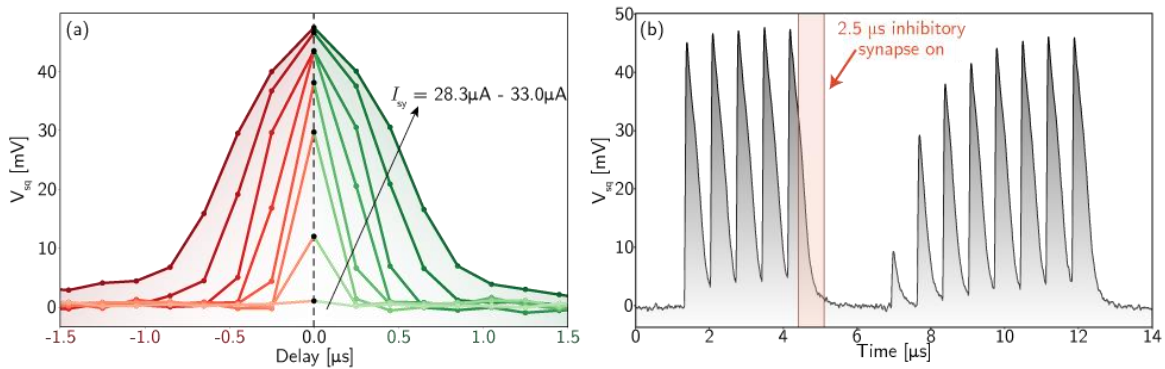 (a)
V_sq [mV]
40
30
20
10
0
I_sy = 28.3μA - 33.0μA
-1.5
-1.0
-0.5
0.0
0.5
1.0
1.5
Delay [μs]
(b)
V_sq [mV]
50
40
30
20
10
0
2.5 μs inhibitory
synapse on
0
2
4
6
8
10
12
14
Time [μs]